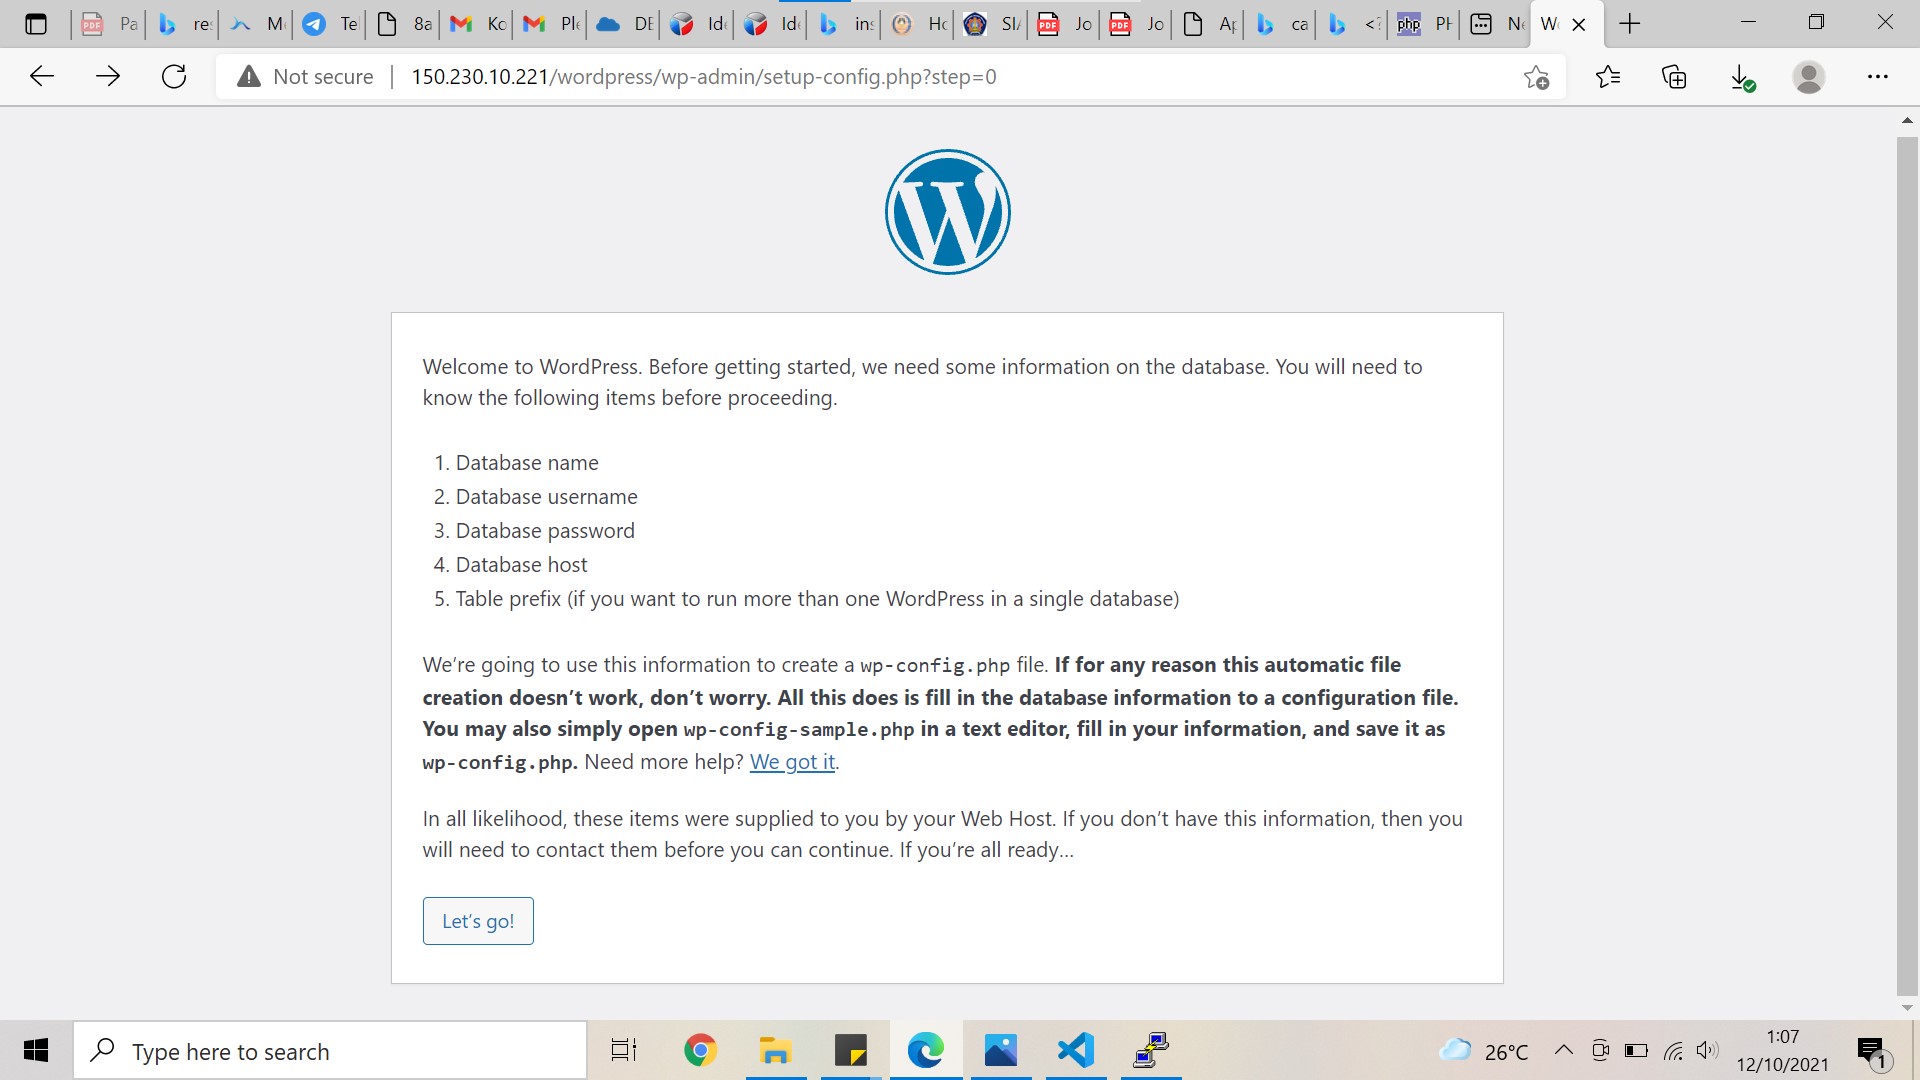 Pa
re
Me
Te
8a
Ko
Ple
DE
Ide
Ide
ins
Ho
SIA
Jo
Jo
Ap
ca
<?
PH
Ne
Wo
Not secure
150.230.10.221/wordpress/wp-admin/setup-config.php?step=0
Welcome to WordPress. Before getting started, we need some information on the database. You will need to
know the following items before proceeding.
1. Database name
2. Database username
3. Database password
4. Database host
5. Table prefix (if you want to run more than one WordPress in a single database)
We’re going to use this information to create a wp-config.php file. If for any reason this automatic file
creation doesn’t work, don’t worry. All this does is fill in the database information to a configuration file.
You may also simply open wp-config-sample.php in a text editor, fill in your information, and save it as
wp-config.php. Need more help? We got it.
In all likelihood, these items were supplied to you by your Web Host. If you don’t have this information, then you
will need to contact them before you can continue. If you’re all ready…
Let’s go!
Type here to search
26°C
1:07
12/10/2021
1